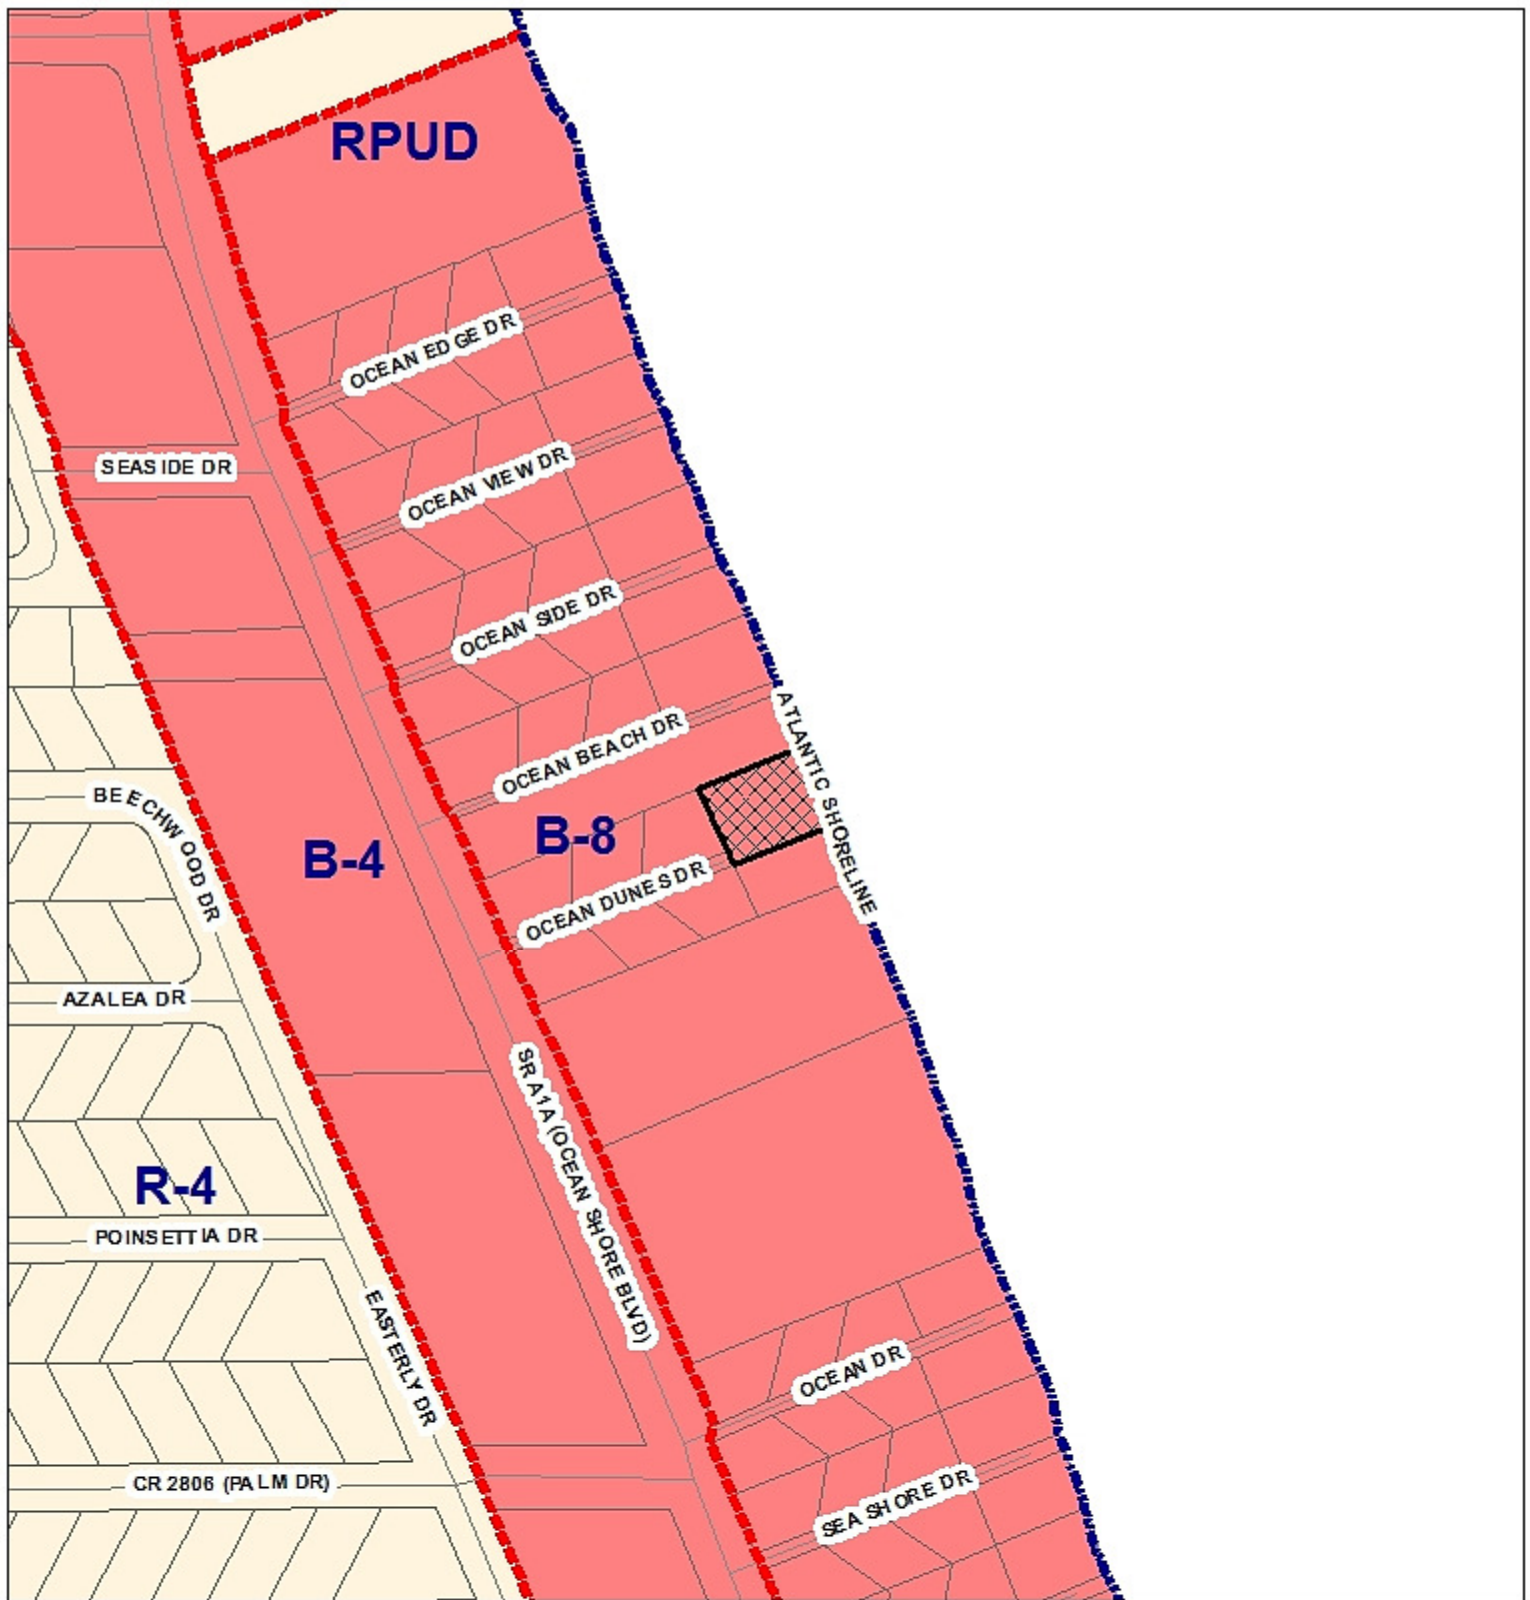 RPUD
OCEAN EDGE DR
SEASIDE DR
OCEAN VIEW DR
OCEAN SIDE DR
OCEAN BEACH DR
ATLANTIC SHORELINE
BEECHWOOD DR
B-4
B-8
OCEAN DUNES DR
AZALEA DR
SR A1A (OCEAN SHORE BLVD)
R-4
POINSETTIA DR
EASTERLY DR
OCEAN DR
CR 2806 (PALM DR)
SEA SHORE DR